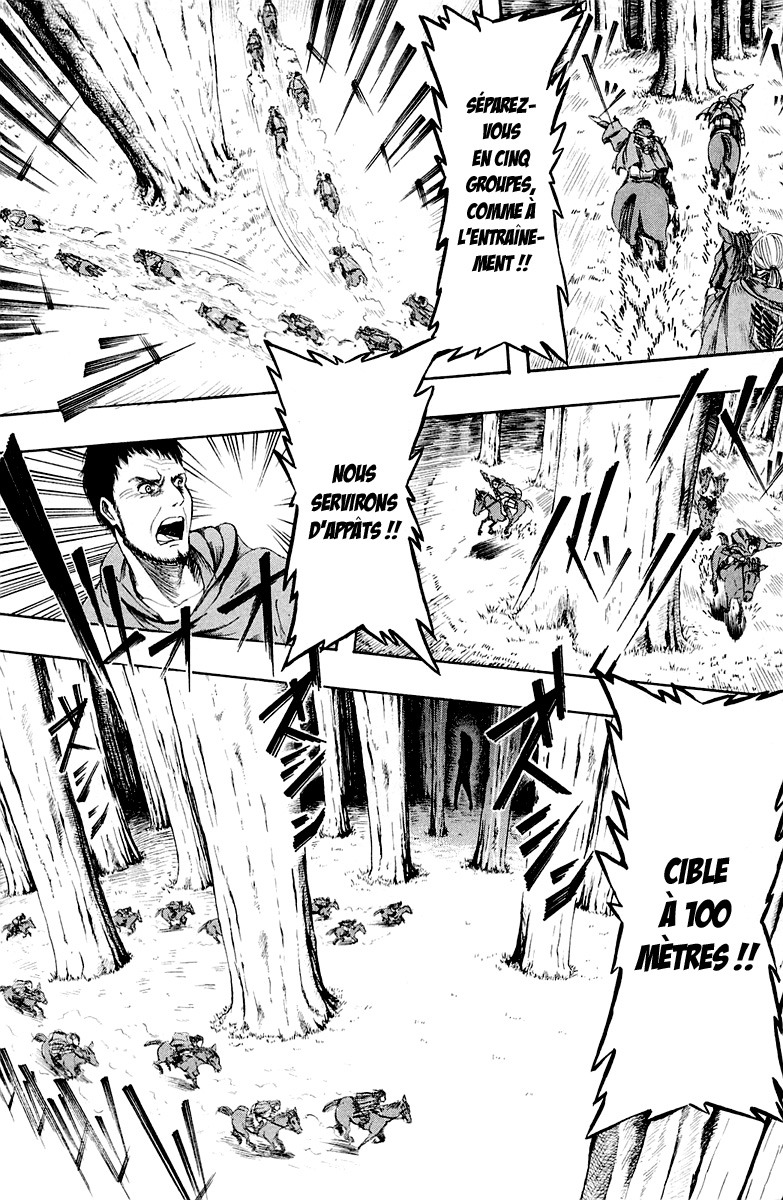 SÉPAREZ-
VOUS
EN CINQ
GROUPES,
COMME À
L'ENTRAÎNE-
MENT !!
NOUS
SERVIRONS
D'APPÂTS !!
CIBLE
À 100
MÈTRES !!